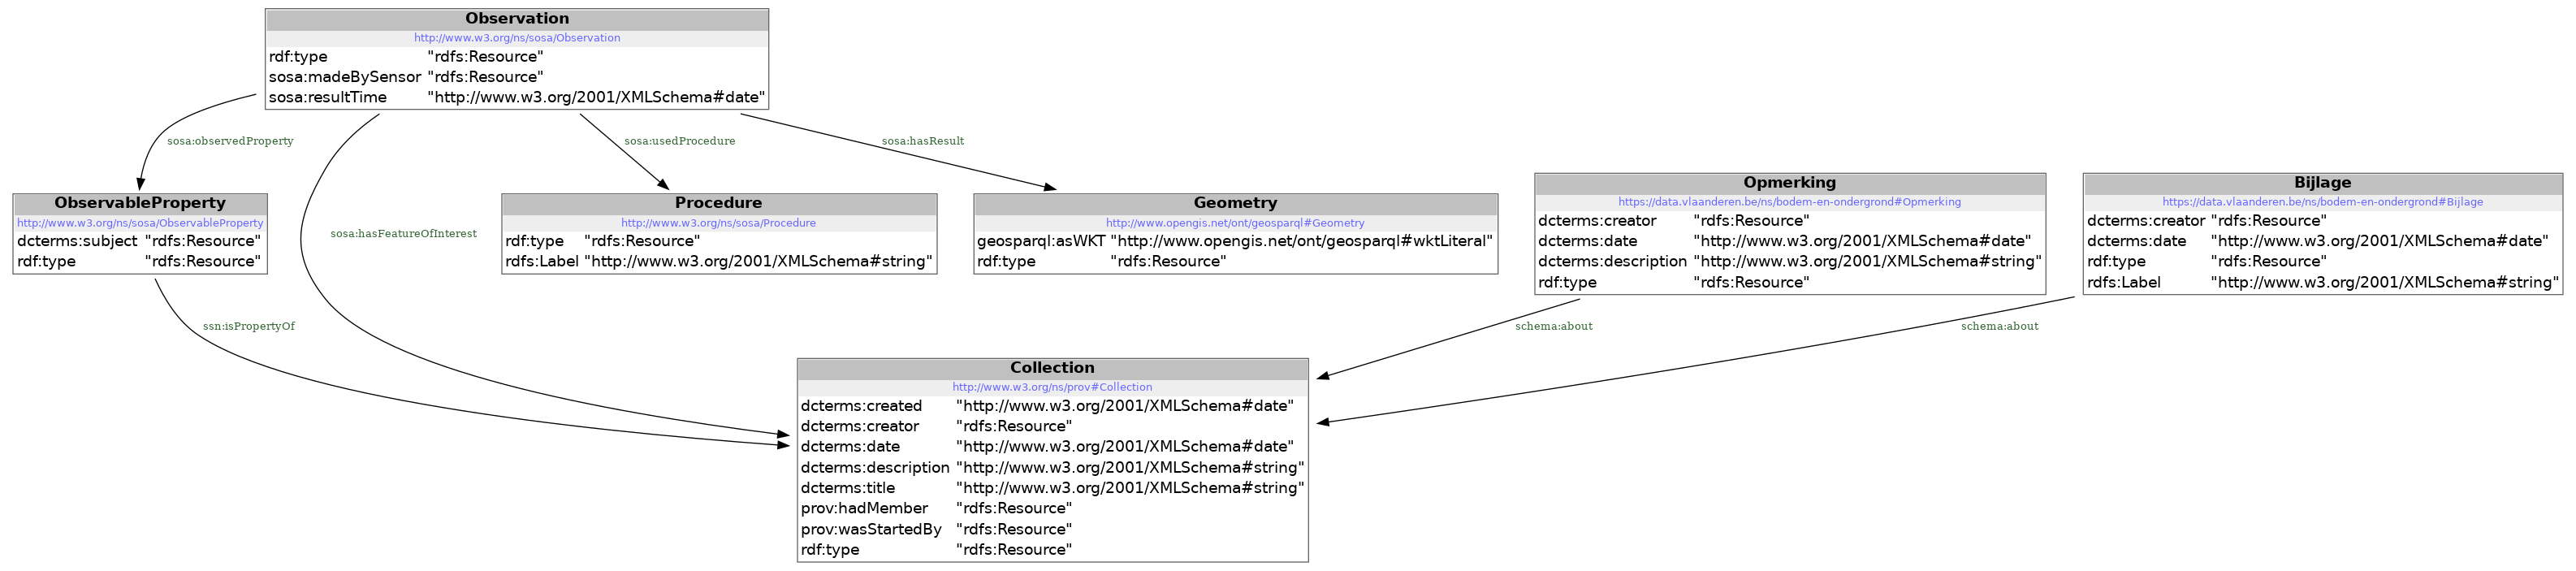 Observation
http://www.w3.org/ns/sosa/Observation
rdf:type "rdfs:Resource"
sosa:madeBySensor "rdfs:Resource"
sosa:resultTime "http://www.w3.org/2001/XMLSchema#date"
sosa:observedProperty
sosa:usedProcedure
sosa:hasResult
sosa:hasFeatureOfInterest
ObservableProperty
http://www.w3.org/ns/sosa/ObservableProperty
dcterms:subject "rdfs:Resource"
rdf:type "rdfs:Resource"
Procedure
http://www.w3.org/ns/sosa/Procedure
rdf:type "rdfs:Resource"
rdfs:Label "http://www.w3.org/2001/XMLSchema#string"
Geometry
http://www.opengis.net/ont/geosparql#Geometry
geosparql:asWKT "http://www.opengis.net/ont/geosparql#wktLiteral"
rdf:type "rdfs:Resource"
Opmerking
https://data.vlaanderen.be/ns/bodem-en-ondergrond#Opmerking
dcterms:creator "rdfs:Resource"
dcterms:date "http://www.w3.org/2001/XMLSchema#date"
dcterms:description "http://www.w3.org/2001/XMLSchema#string"
rdf:type "rdfs:Resource"
Bijlage
https://data.vlaanderen.be/ns/bodem-en-ondergrond#Bijlage
dcterms:creator "rdfs:Resource"
dcterms:date "http://www.w3.org/2001/XMLSchema#date"
rdf:type "rdfs:Resource"
rdfs:Label "http://www.w3.org/2001/XMLSchema#string"
ssn:isPropertyOf
schema:about
schema:about
Collection
http://www.w3.org/ns/prov#Collection
dcterms:created "http://www.w3.org/2001/XMLSchema#date"
dcterms:creator "rdfs:Resource"
dcterms:date "http://www.w3.org/2001/XMLSchema#date"
dcterms:description "http://www.w3.org/2001/XMLSchema#string"
dcterms:title "http://www.w3.org/2001/XMLSchema#string"
prov:hadMember "rdfs:Resource"
prov:wasStartedBy "rdfs:Resource"
rdf:type "rdfs:Resource"